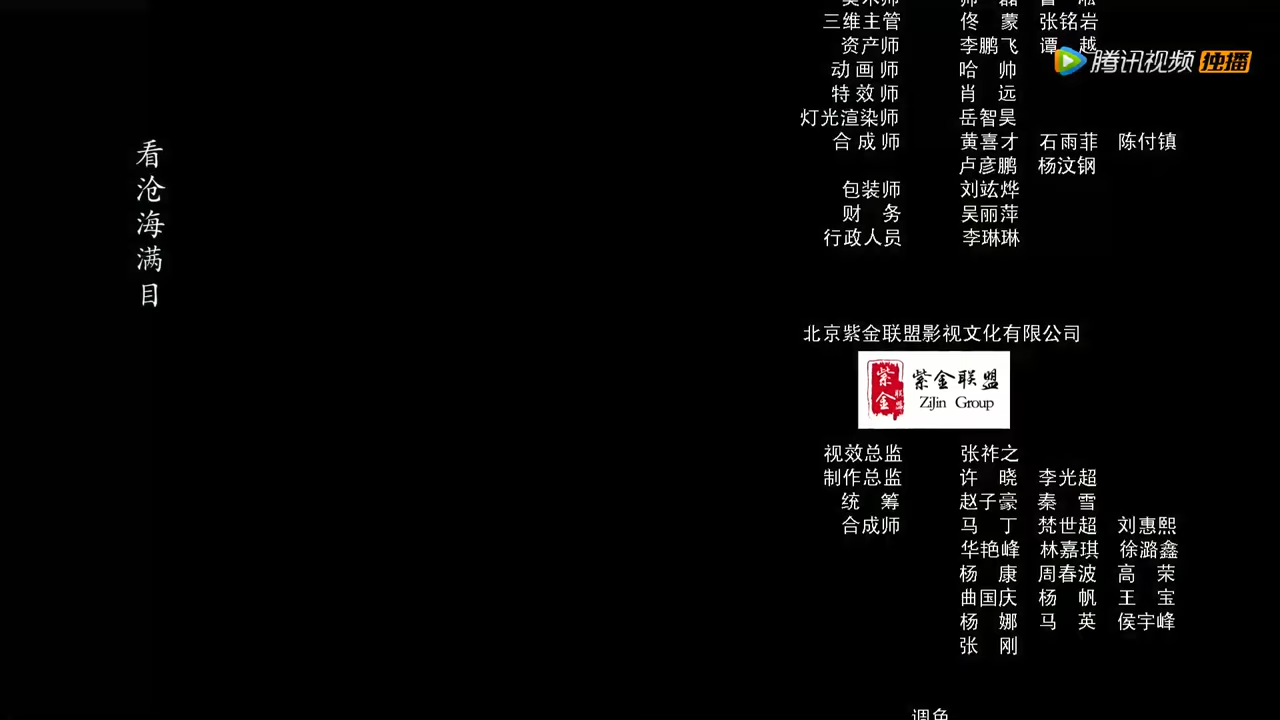 三维主管 佟 蒙 张铭岩
资产师 李鹏飞 谭 越
腾讯视频 独播
动画师 哈 帅
特效师 肖 远
灯光渲染师 岳智昊
合成师 黄喜才 石雨菲 陈付镇
卢彦鹏 杨汶钢
包装师 刘竑烨
财 务 吴丽萍
行政人员 李琳琳
看沧海满目
北京紫金联盟影视文化有限公司
紫金联盟
紫金联盟
ZiJin Group
视效总监 张祚之
制作总监 许 晓 李光超
统 筹 赵子豪 秦 雪
合成师 马 丁 梵世超 刘惠熙
华艳峰 林嘉琪 徐潞鑫
杨 康 周春波 高 荣
曲国庆 杨 帆 王 宝
杨 娜 马 英 侯宇峰
张 刚
调色